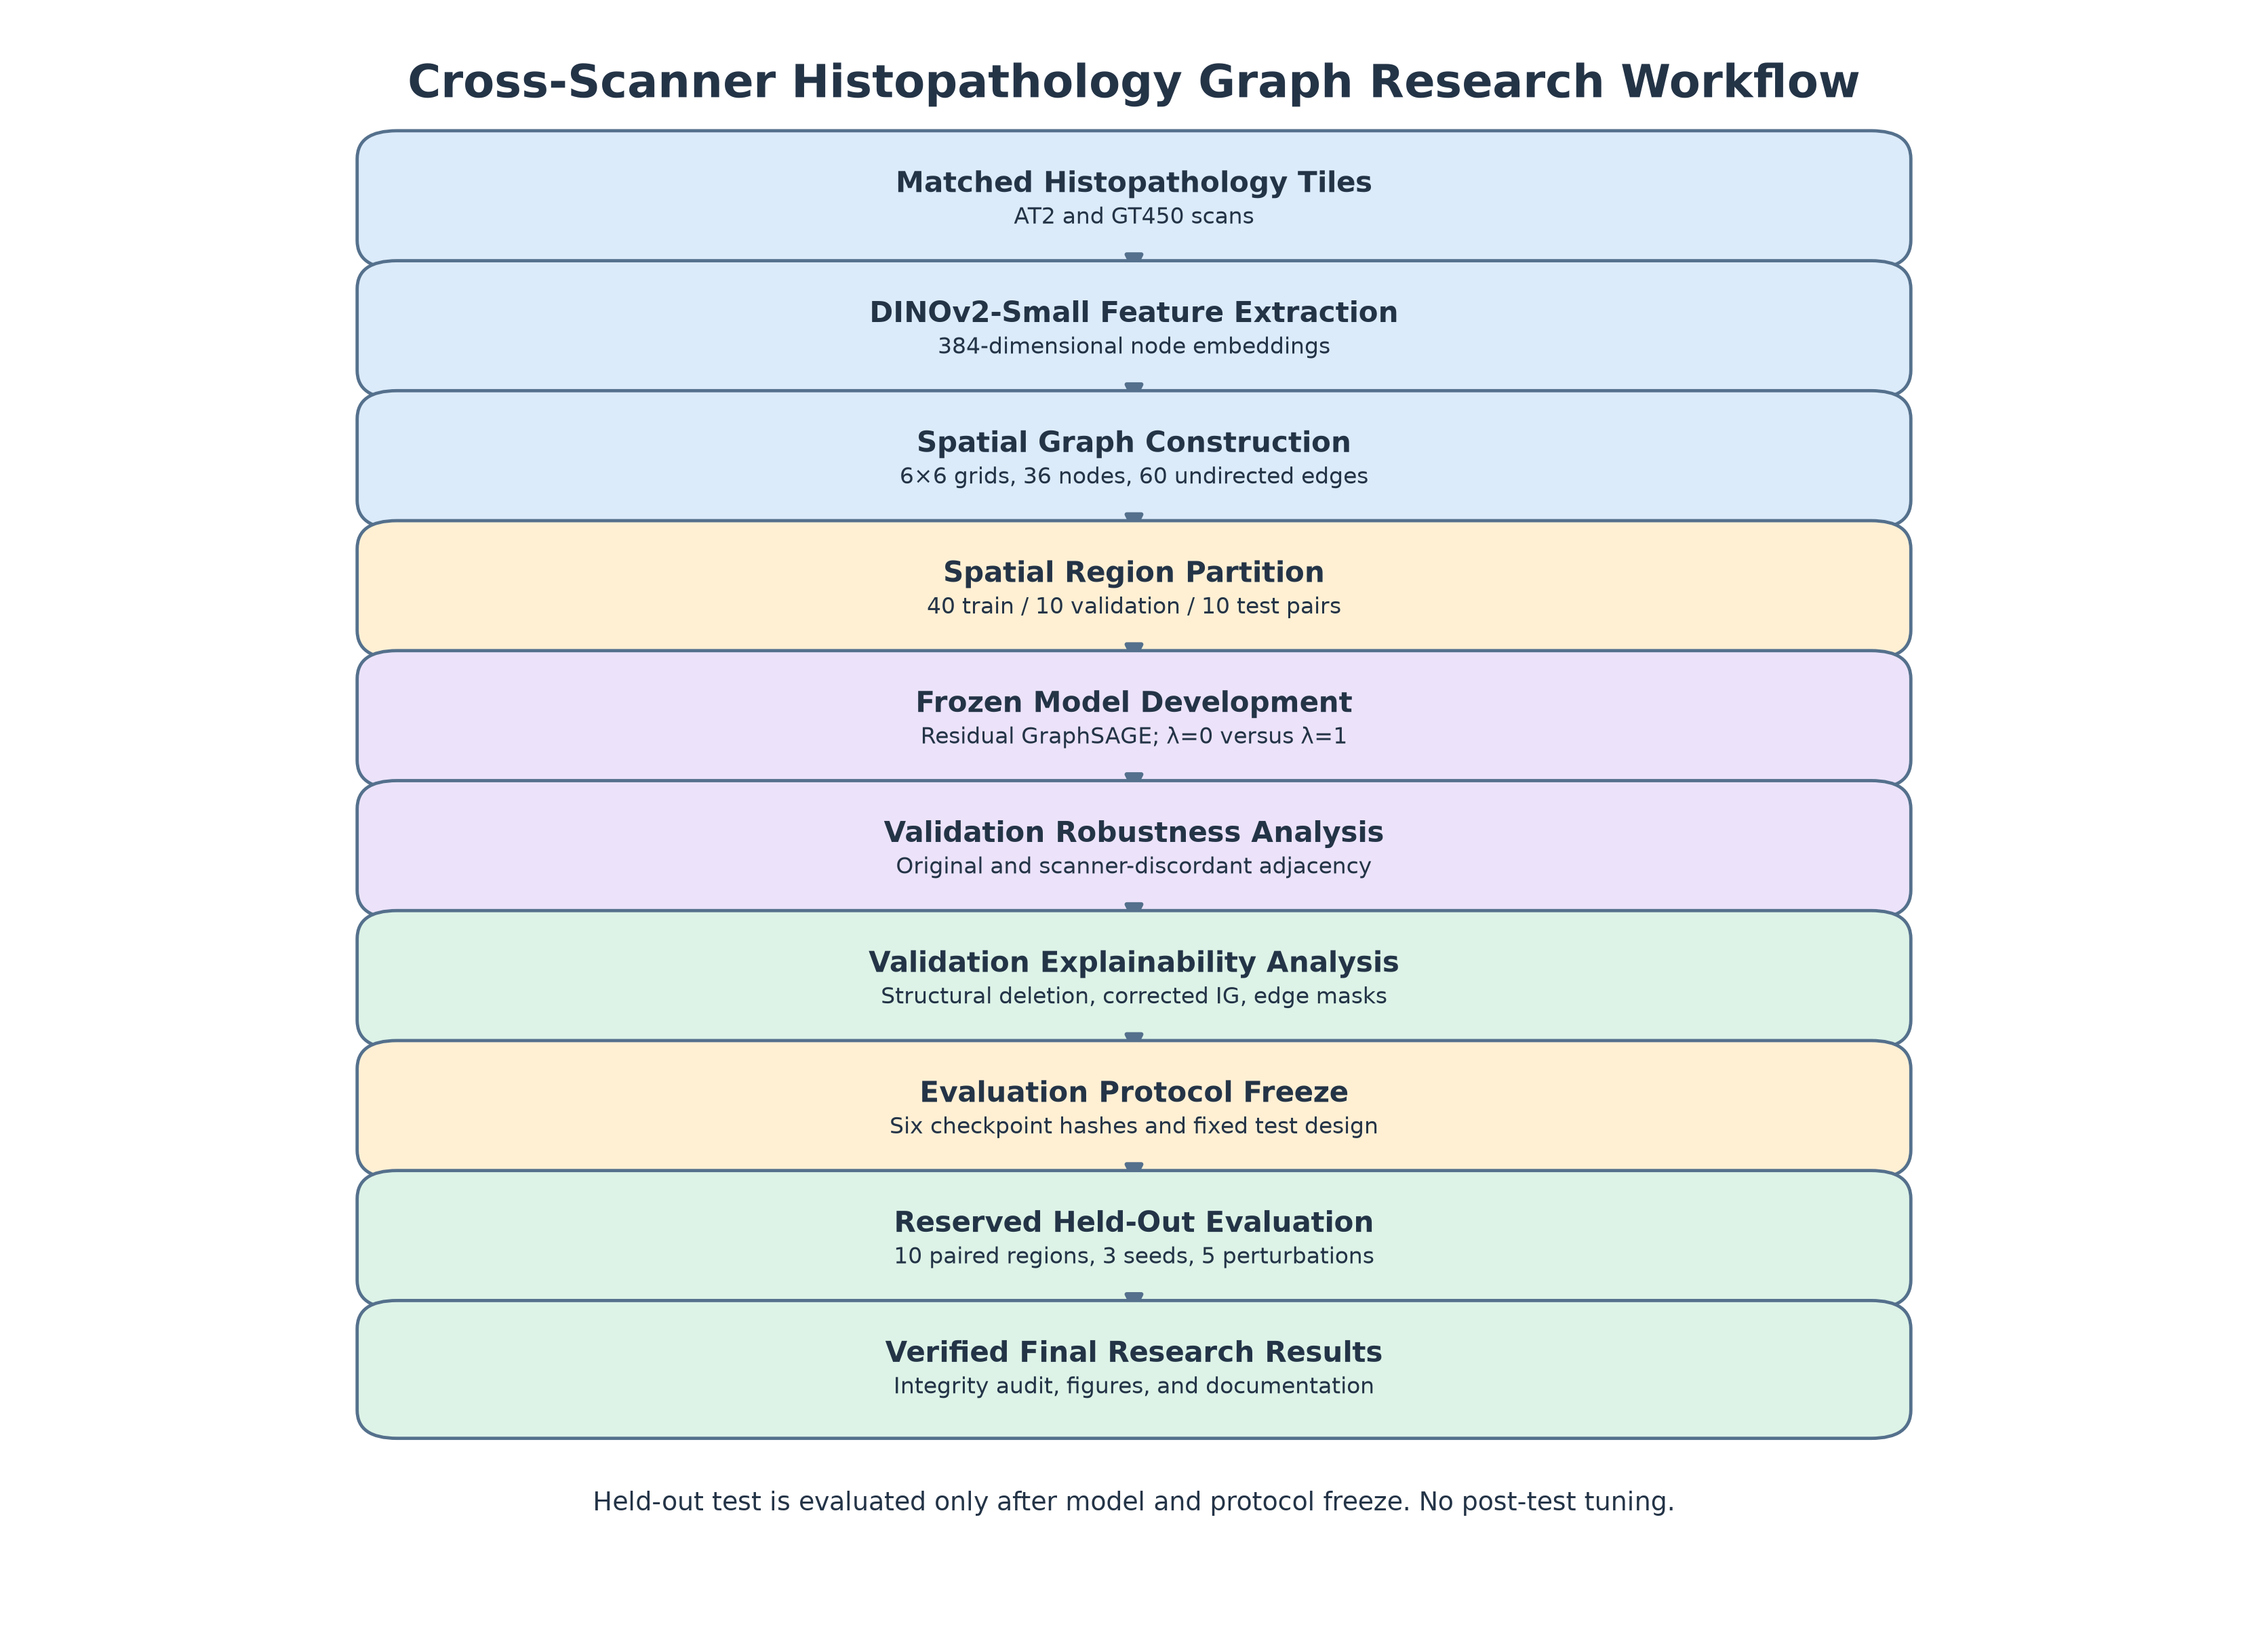 Cross-Scanner Histopathology Graph Research Workflow
Matched Histopathology Tiles
AT2 and GT450 scans
DINOv2-Small Feature Extraction
384-dimensional node embeddings
Spatial Graph Construction
6×6 grids, 36 nodes, 60 undirected edges
Spatial Region Partition
40 train / 10 validation / 10 test pairs
Frozen Model Development
Residual GraphSAGE; λ=0 versus λ=1
Validation Robustness Analysis
Original and scanner-discordant adjacency
Validation Explainability Analysis
Structural deletion, corrected IG, edge masks
Evaluation Protocol Freeze
Six checkpoint hashes and fixed test design
Reserved Held-Out Evaluation
10 paired regions, 3 seeds, 5 perturbations
Verified Final Research Results
Integrity audit, figures, and documentation
Held-out test is evaluated only after model and protocol freeze. No post-test tuning.